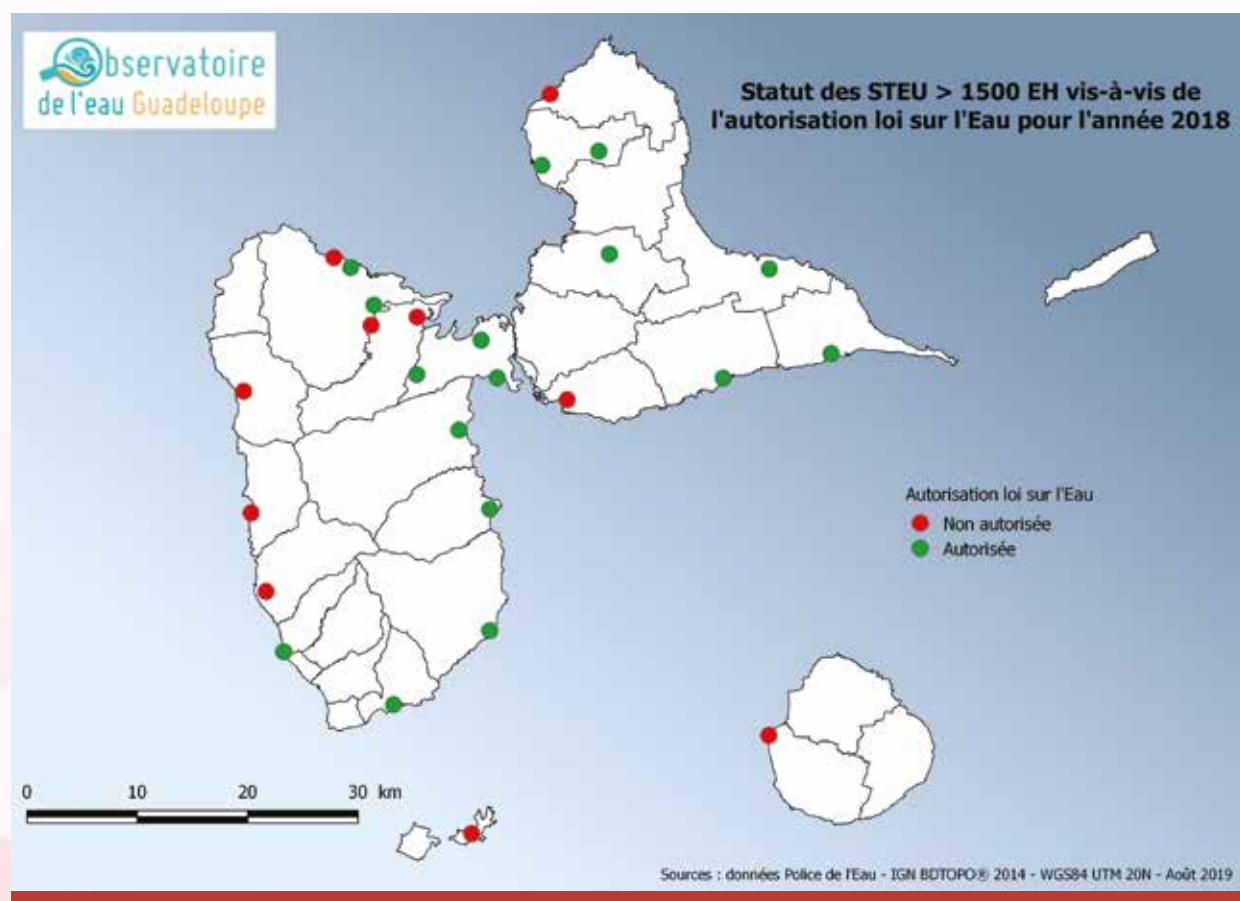 Observatoire
de l'eau Guadeloupe
Statut des STEU > 1500 EH vis-à-vis de
l'autorisation loi sur l'Eau pour l'année 2018
Autorisation loi sur l'Eau
Non autorisée
Autorisée
0 10 20 30 km
Sources : données Police de l'Eau - IGN BDTOPO® 2014 - WGS84 UTM 20N - Août 2019